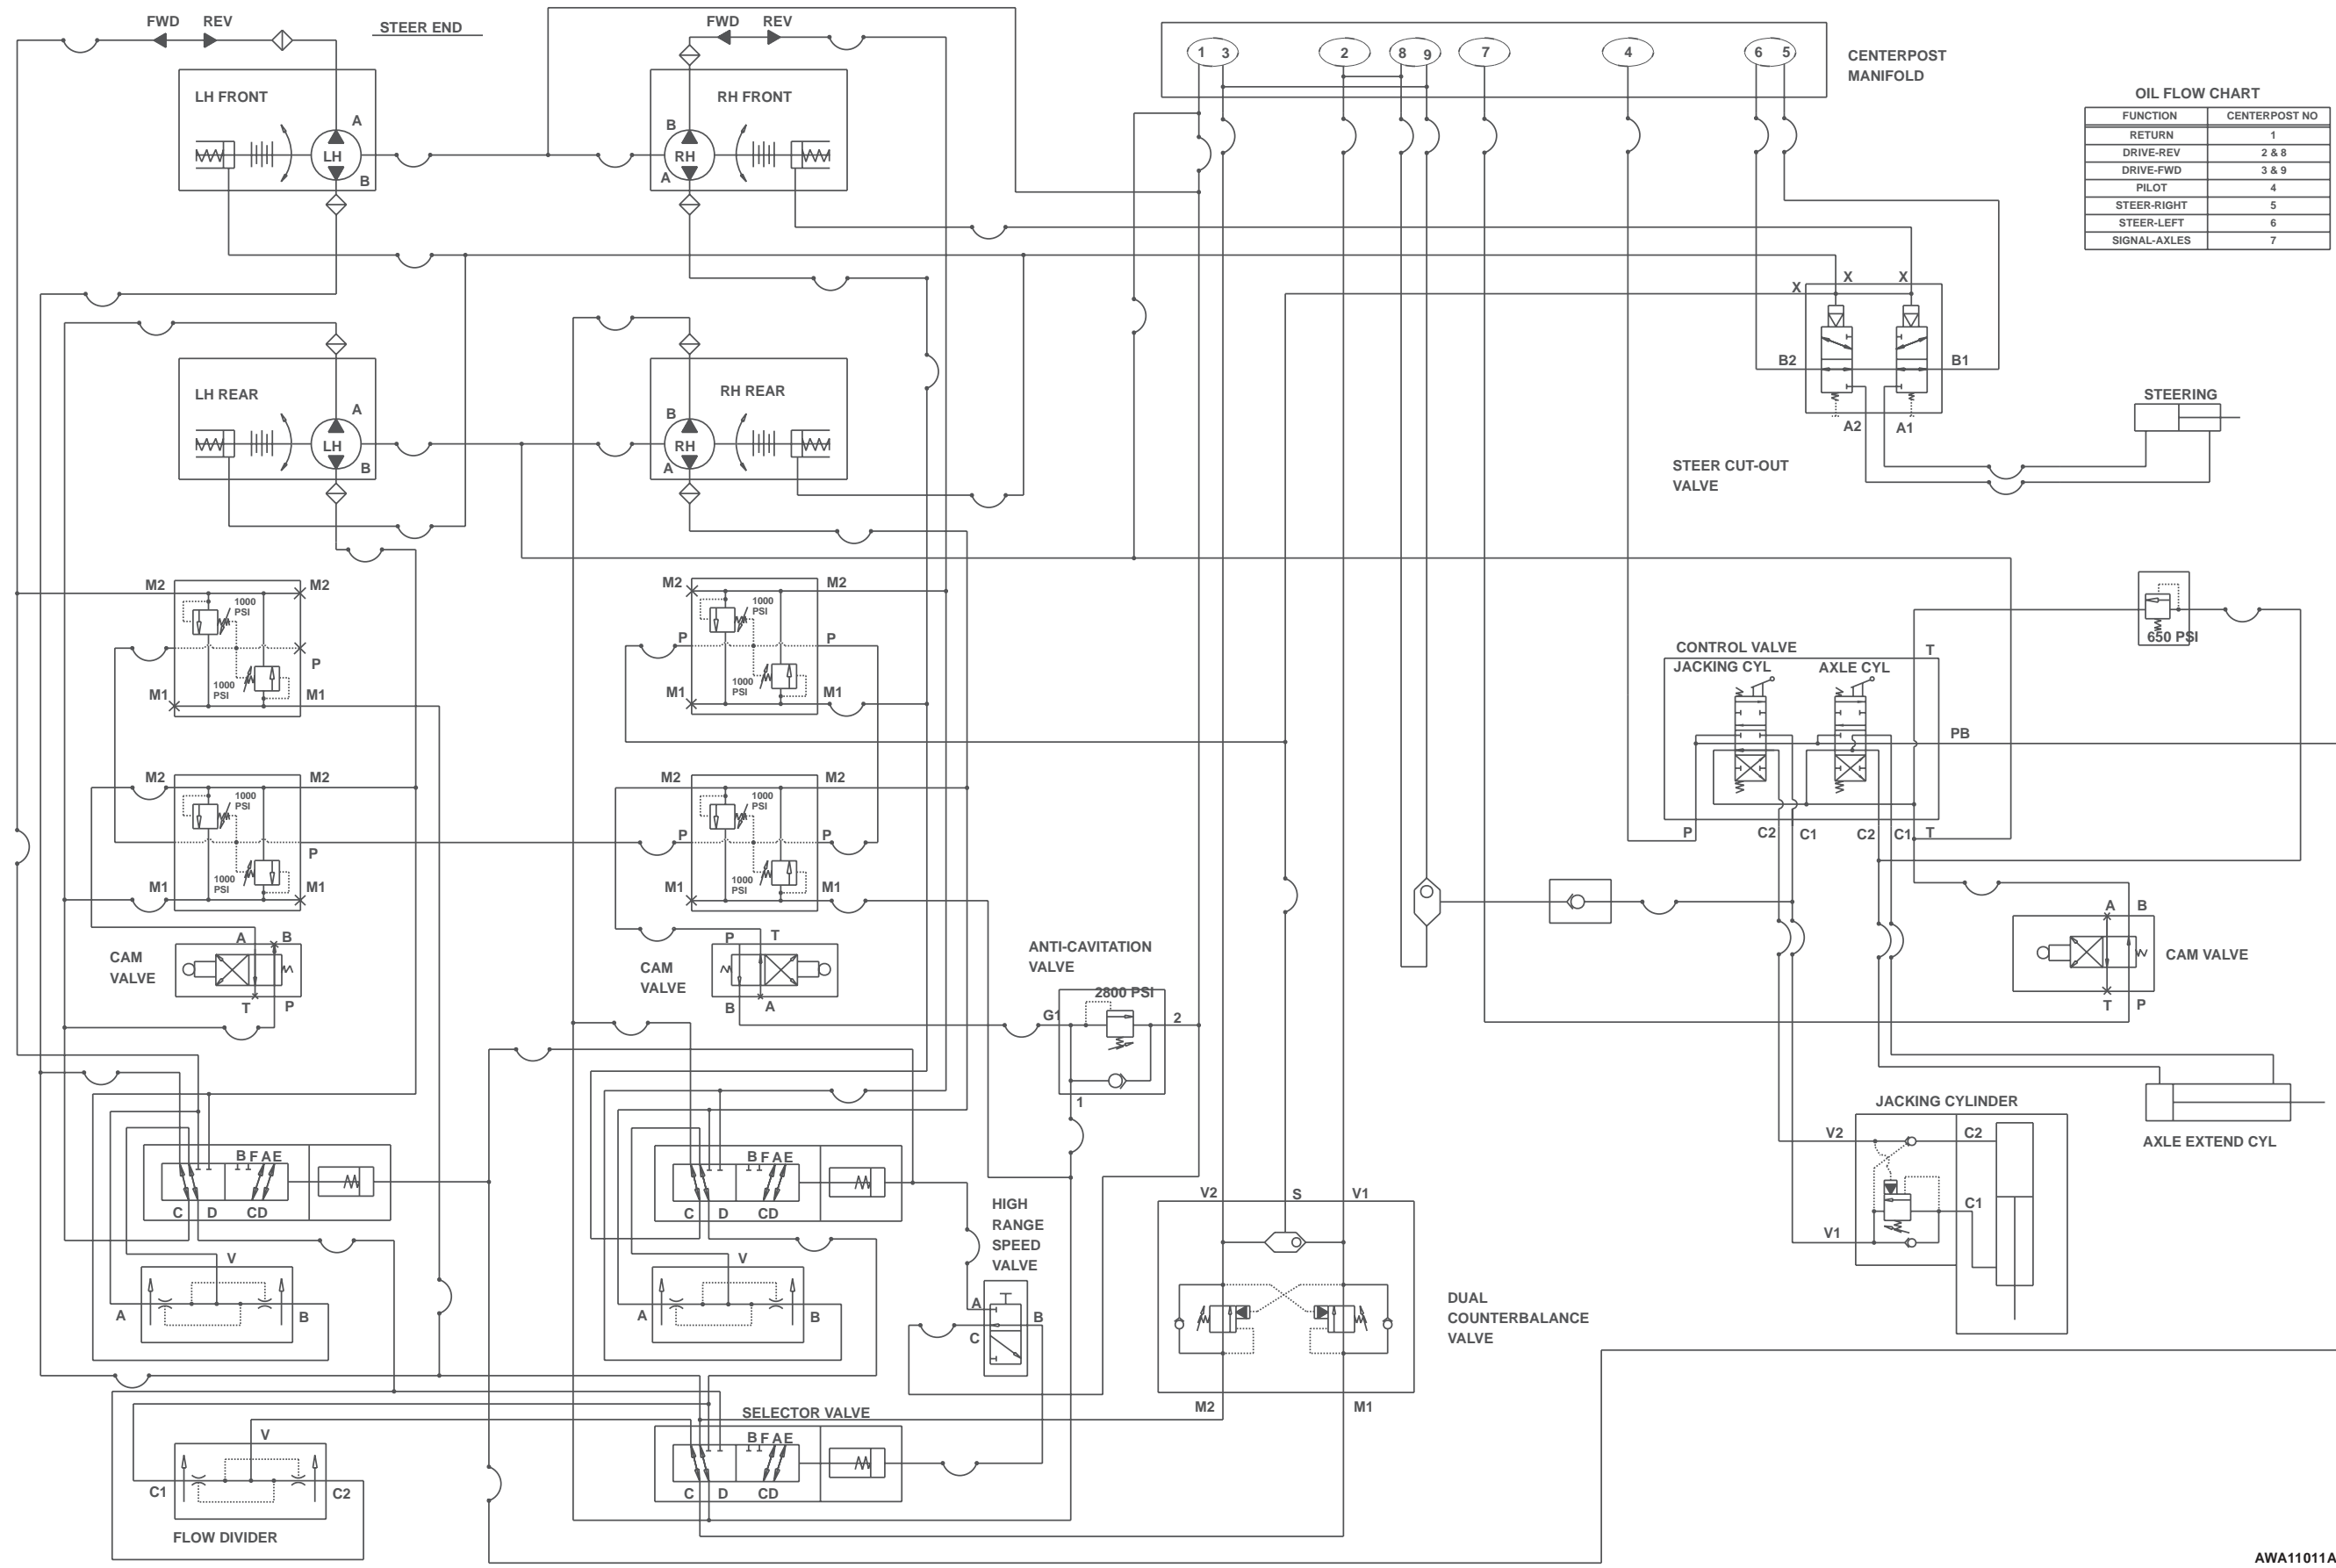 FWD REV
STEER END
FWD REV
1 3 2 8 9 7 4 6 5
CENTERPOST
MANIFOLD
OIL FLOW CHART
FUNCTION CENTERPOST NO
RETURN 1
DRIVE-REV 2 & 8
DRIVE-FWD 3 & 9
PILOT 4
STEER-RIGHT 5
STEER-LEFT 6
SIGNAL-AXLES 7
LH FRONT
A
LH
B
RH FRONT
B
RH
A
X X
X
B2 B1
A2 A1
STEER CUT-OUT
VALVE
STEERING
LH REAR
A
LH
B
RH REAR
B
RH
A
M2 M2
1000
PSI
P
1000
PSI
M1 M1
M2 M2
1000
PSI
P P
1000
PSI
M1 M1
650 PSI
CONTROL VALVE
JACKING CYL AXLE CYL
T
PB
P C2 C1 C2 C1 T
M2 M2
1000
PSI
P
1000
PSI
M1 M1
M2 M2
1000
PSI
P P
1000
PSI
M1 M1
CAM
VALVE
A B
T P
CAM
VALVE
P T
B A
ANTI-CAVITATION
VALVE
2800 PSI
G1 2
1
A B
CAM VALVE
T P
AXLE EXTEND CYL
JACKING CYLINDER
V2 C2
C1
V1
B F A E
C D CD
B F A E
C D CD
HIGH
RANGE
SPEED
VALVE
A
B
C
V2 S V1
DUAL
COUNTERBALANCE
VALVE
M2 M1
V
A B
V
A B
SELECTOR VALVE
B F A E
C D CD
V
C1 C2
FLOW DIVIDER
AWA11011A